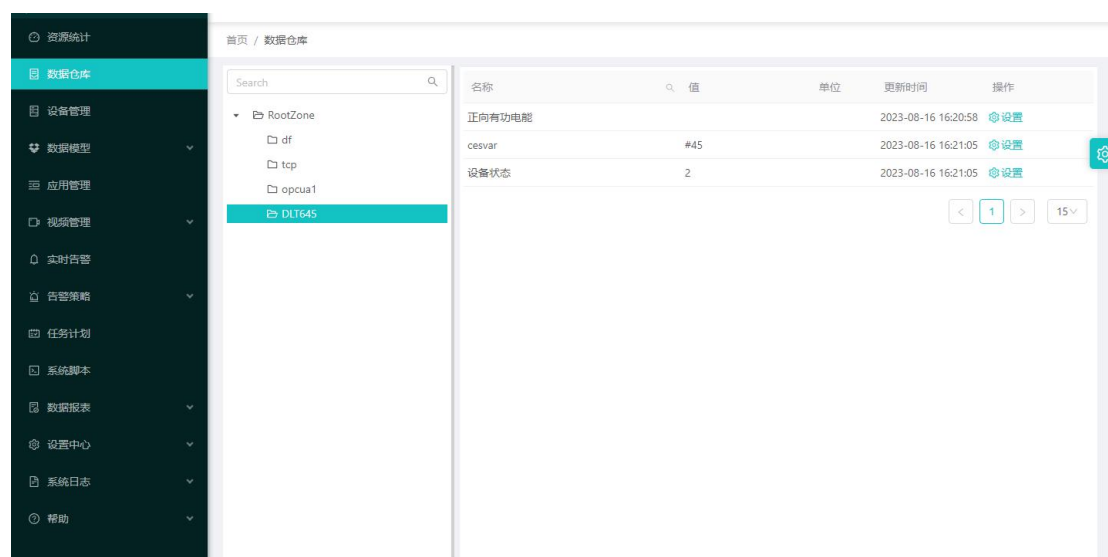 资源统计
数据仓库
设备管理
数据模型
应用管理
视频管理
实时告警
告警策略
任务计划
系统脚本
数据报表
设置中心
系统日志
帮助
首页 / 数据仓库
Search
RootZone
df
tcp
opcua1
DLT645
名称 值 单位 更新时间 操作
正向有功电能 2023-08-16 16:20:58 设置
cesvar #45 2023-08-16 16:21:05 设置
设备状态 2 2023-08-16 16:21:05 设置
< 1 > 15